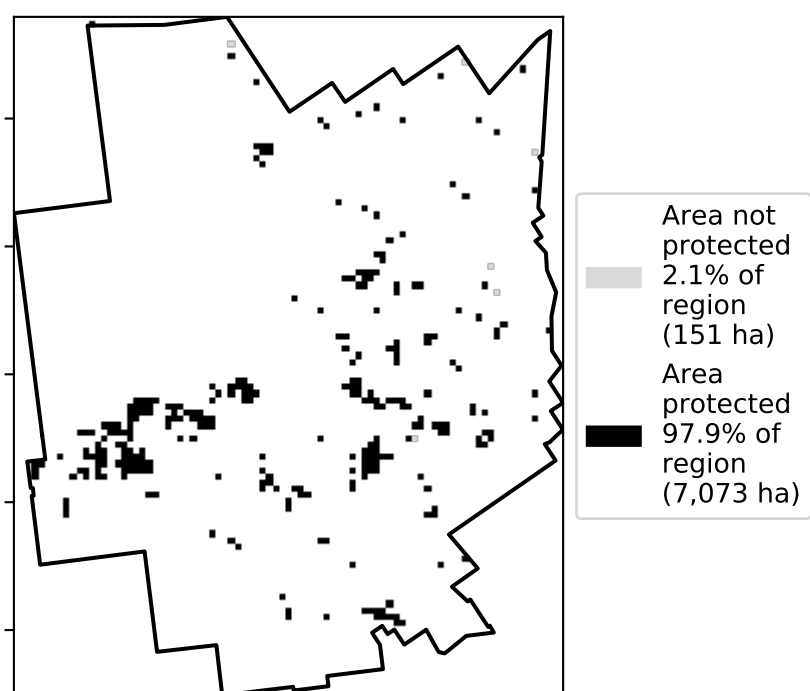 Area not
protected
2.1% of
region
(151 ha)
Area
protected
97.9% of
region
(7,073 ha)